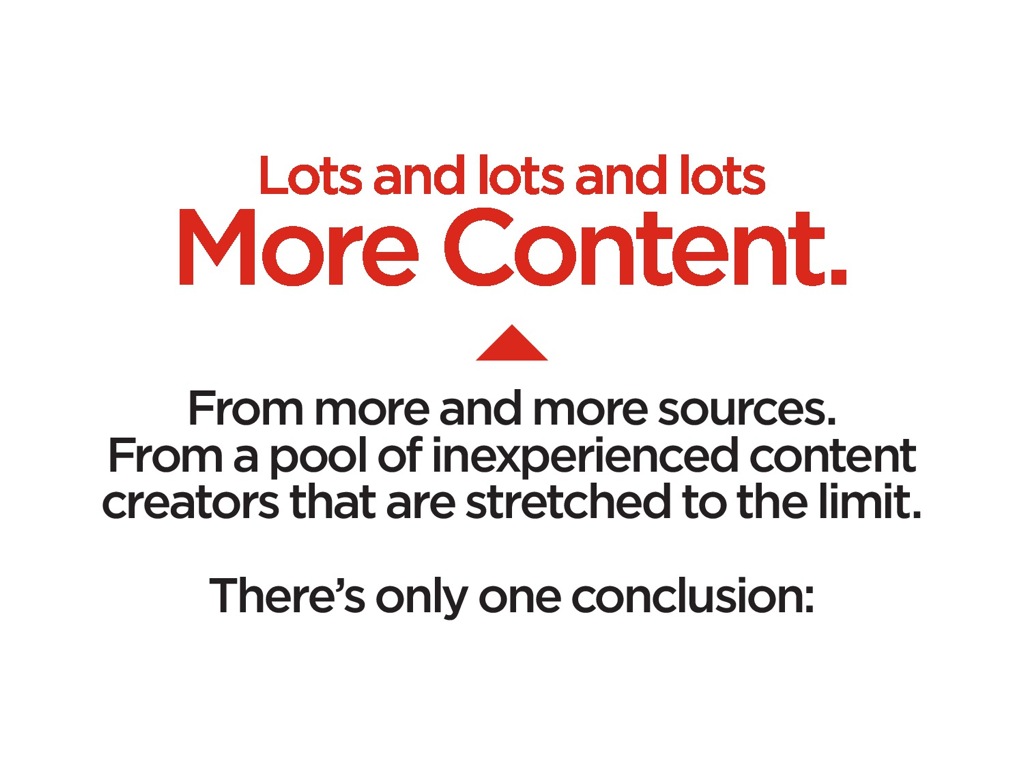 Lots and lots and lots
More Content.
From more and more sources.
From a pool of inexperienced content
creators that are stretched to the limit.
There’s only one conclusion: